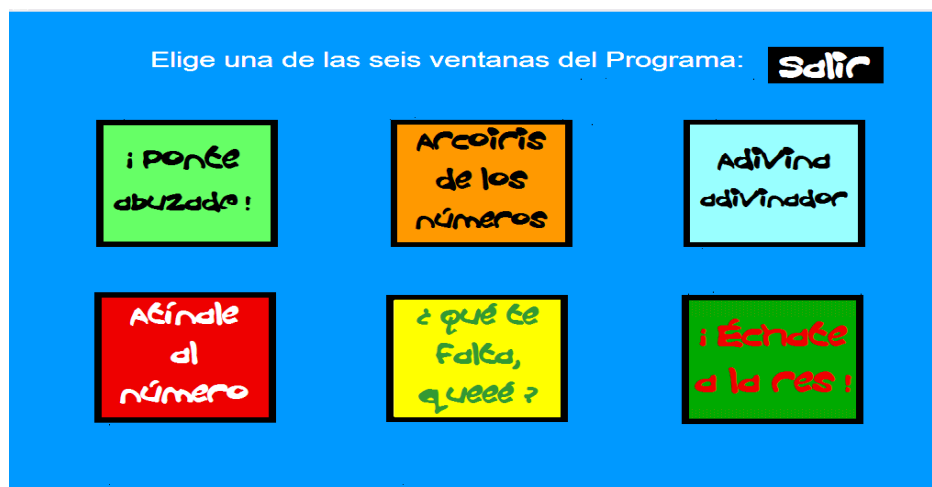 Elige una de las seis ventanas del Programa:
Salir
¡ Ponte
abuzado !
Arcoiris
de los
números
Adivina
adivinador
Atínale
al
número
¿ qué te
Falta,
queeé ?
¡ Échate
a la res !